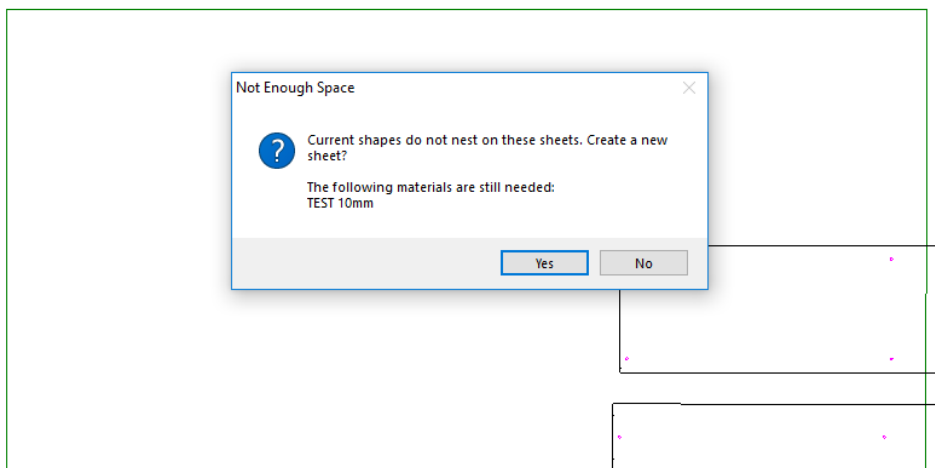 Not Enough Space
Current shapes do not nest on these sheets. Create a new
sheet?
The following materials are still needed:
TEST 10mm
Yes
No